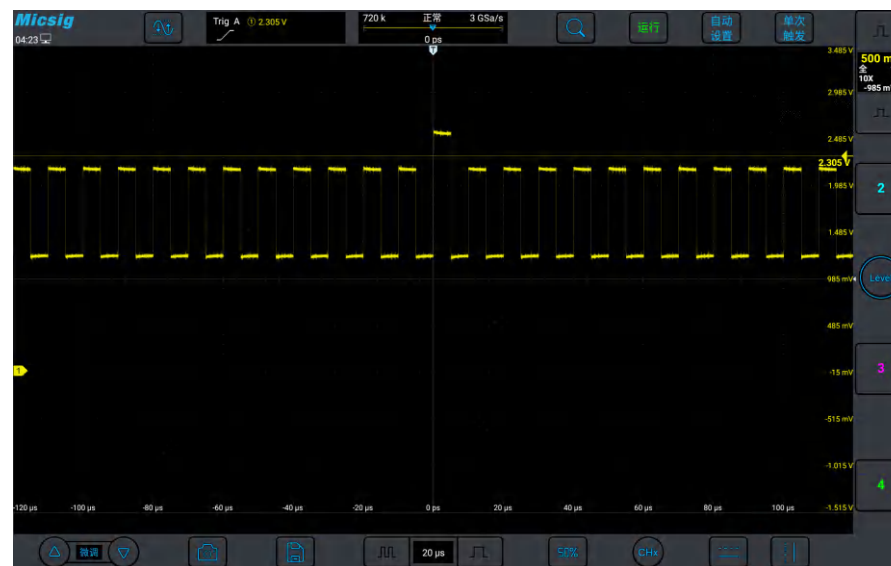 Micsig
04:23
Trig A ① 2.305 V
720 k 正常 3 GSa/s
0 ps
运行
自动
设置
单次
触发
T
3.485 V
500 m
全
10X
-985 m
2.985 V
2.485 V
2.305 V
1.985 V
2
1.485 V
985 mV
Leve
485 mV
1
-15 mV
3
-515 mV
-1.015 V
4
-120 µs -100 µs -80 µs -60 µs -40 µs -20 µs 0 ps 20 µs 40 µs 60 µs 80 µs 100 µs -1.515 V
微调
20 µs
50%
CHx